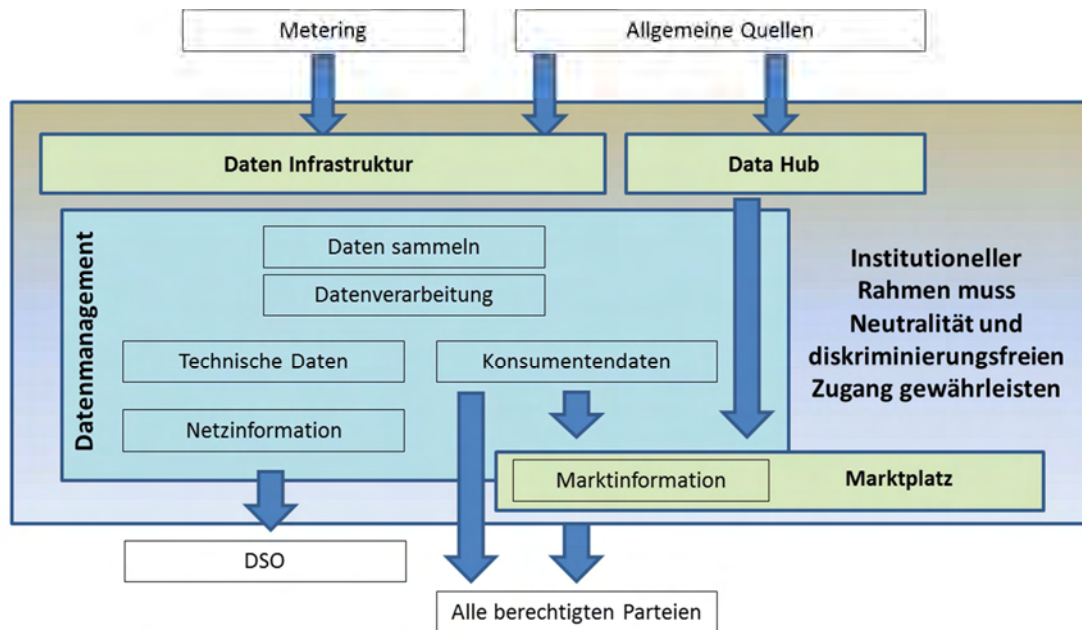 Metering
Allgemeine Quellen
Daten Infrastruktur
Data Hub
Datenmanagement
Daten sammeln
Datenverarbeitung
Technische Daten
Konsumentendaten
Netzinformation
Institutioneller
Rahmen muss
Neutralität und
diskriminierungsfreien
Zugang gewährleisten
Marktinformation
Marktplatz
DSO
Alle berechtigten Parteien